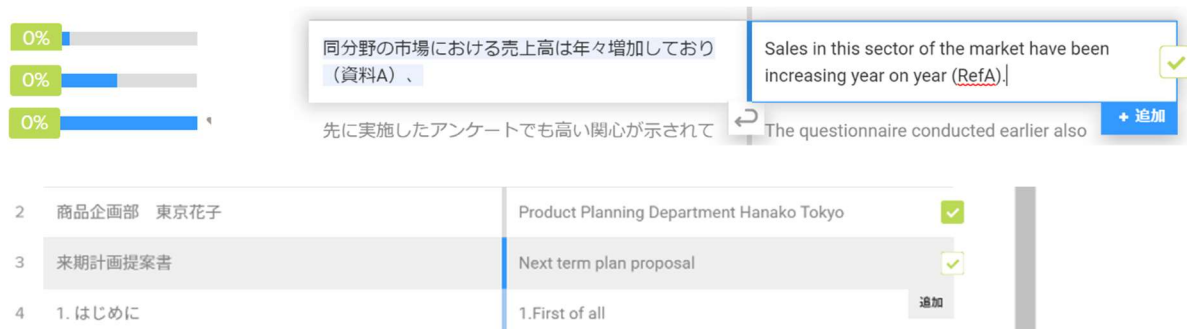 0%
0%
0%
同分野の市場における売上高は年々増加しており
（資料A）、
Sales in this sector of the market have been
increasing year on year (RefA).
+ 追加
先に実施したアンケートでも高い関心が示されて
The questionnaire conducted earlier also
2 商品企画部　東京花子 Product Planning Department Hanako Tokyo
3 来期計画提案書 Next term plan proposal
追加
4 1. はじめに 1.First of all